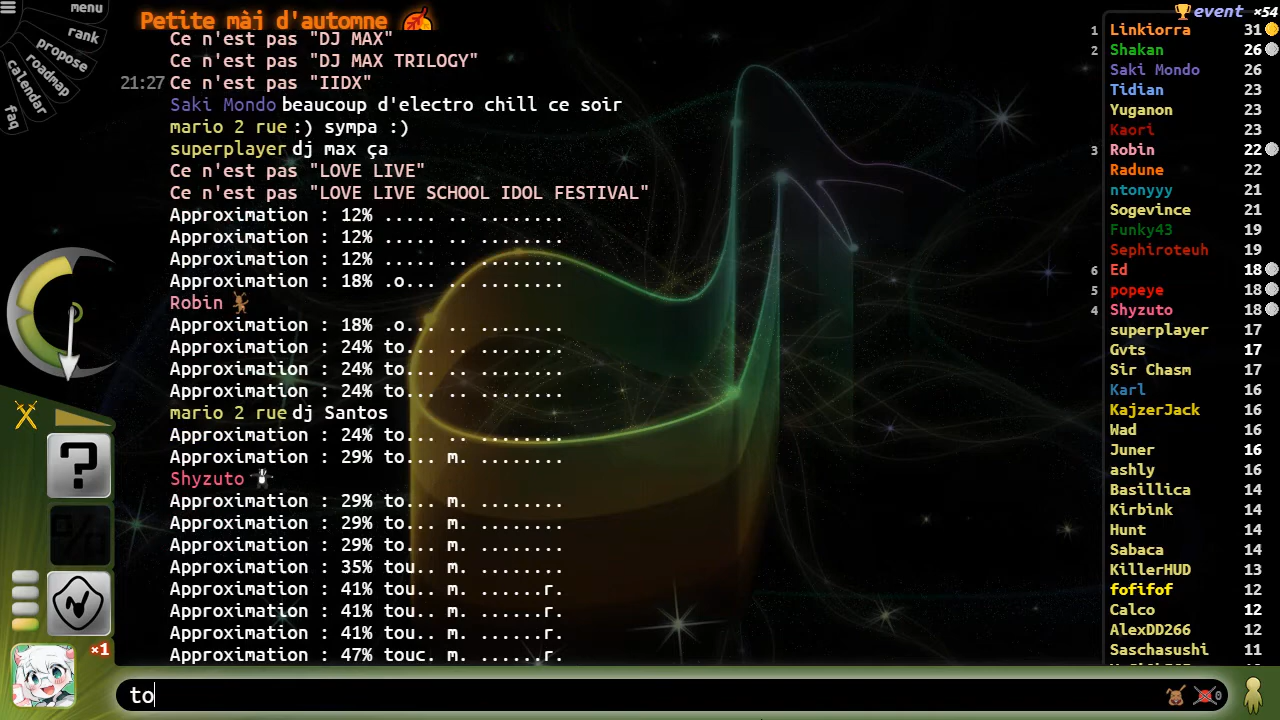 menu
rank
propose
roadmap
calendar
faq
Petite màj d'automne
Ce n'est pas "DJ MAX"
Ce n'est pas "DJ MAX TRILOGY"
21:27 Ce n'est pas "IIDX"
Saki Mondo beaucoup d'electro chill ce soir
mario 2 rue :) sympa :)
superplayer dj max ça
Ce n'est pas "LOVE LIVE"
Ce n'est pas "LOVE LIVE SCHOOL IDOL FESTIVAL"
Approximation : 12% ..... .. ........
Approximation : 12% ..... .. ........
Approximation : 12% ..... .. ........
Approximation : 18% .o... .. ........
Robin
Approximation : 18% .o... .. ........
Approximation : 24% to... .. ........
Approximation : 24% to... .. ........
Approximation : 24% to... .. ........
mario 2 rue dj Santos
Approximation : 24% to... .. ........
Approximation : 29% to... m. ........
Shyzuto
Approximation : 29% to... m. ........
Approximation : 29% to... m. ........
Approximation : 29% to... m. ........
Approximation : 35% tou.. m. ........
Approximation : 41% tou.. m. ......r.
Approximation : 41% tou.. m. ......r.
Approximation : 41% tou.. m. ......r.
Approximation : 47% touc. m. ......r.
?
×1
to
0
event ×54
1 Linkiorra 31
2 Shakan 26
Saki Mondo 26
Tidian 23
Yuganon 23
Kaori 23
3 Robin 22
Radune 22
ntonyyy 21
Sogevince 21
Funky43 19
Sephiroteuh 19
6 Ed 18
5 popeye 18
4 Shyzuto 18
superplayer 17
Gvts 17
Sir Chasm 17
Karl 16
KajzerJack 16
Wad 16
Juner 16
ashly 16
Basillica 14
Kirbink 14
Hunt 14
Sabaca 14
KillerHUD 13
fofifof 12
Calco 12
AlexDD266 12
Saschasushi 11